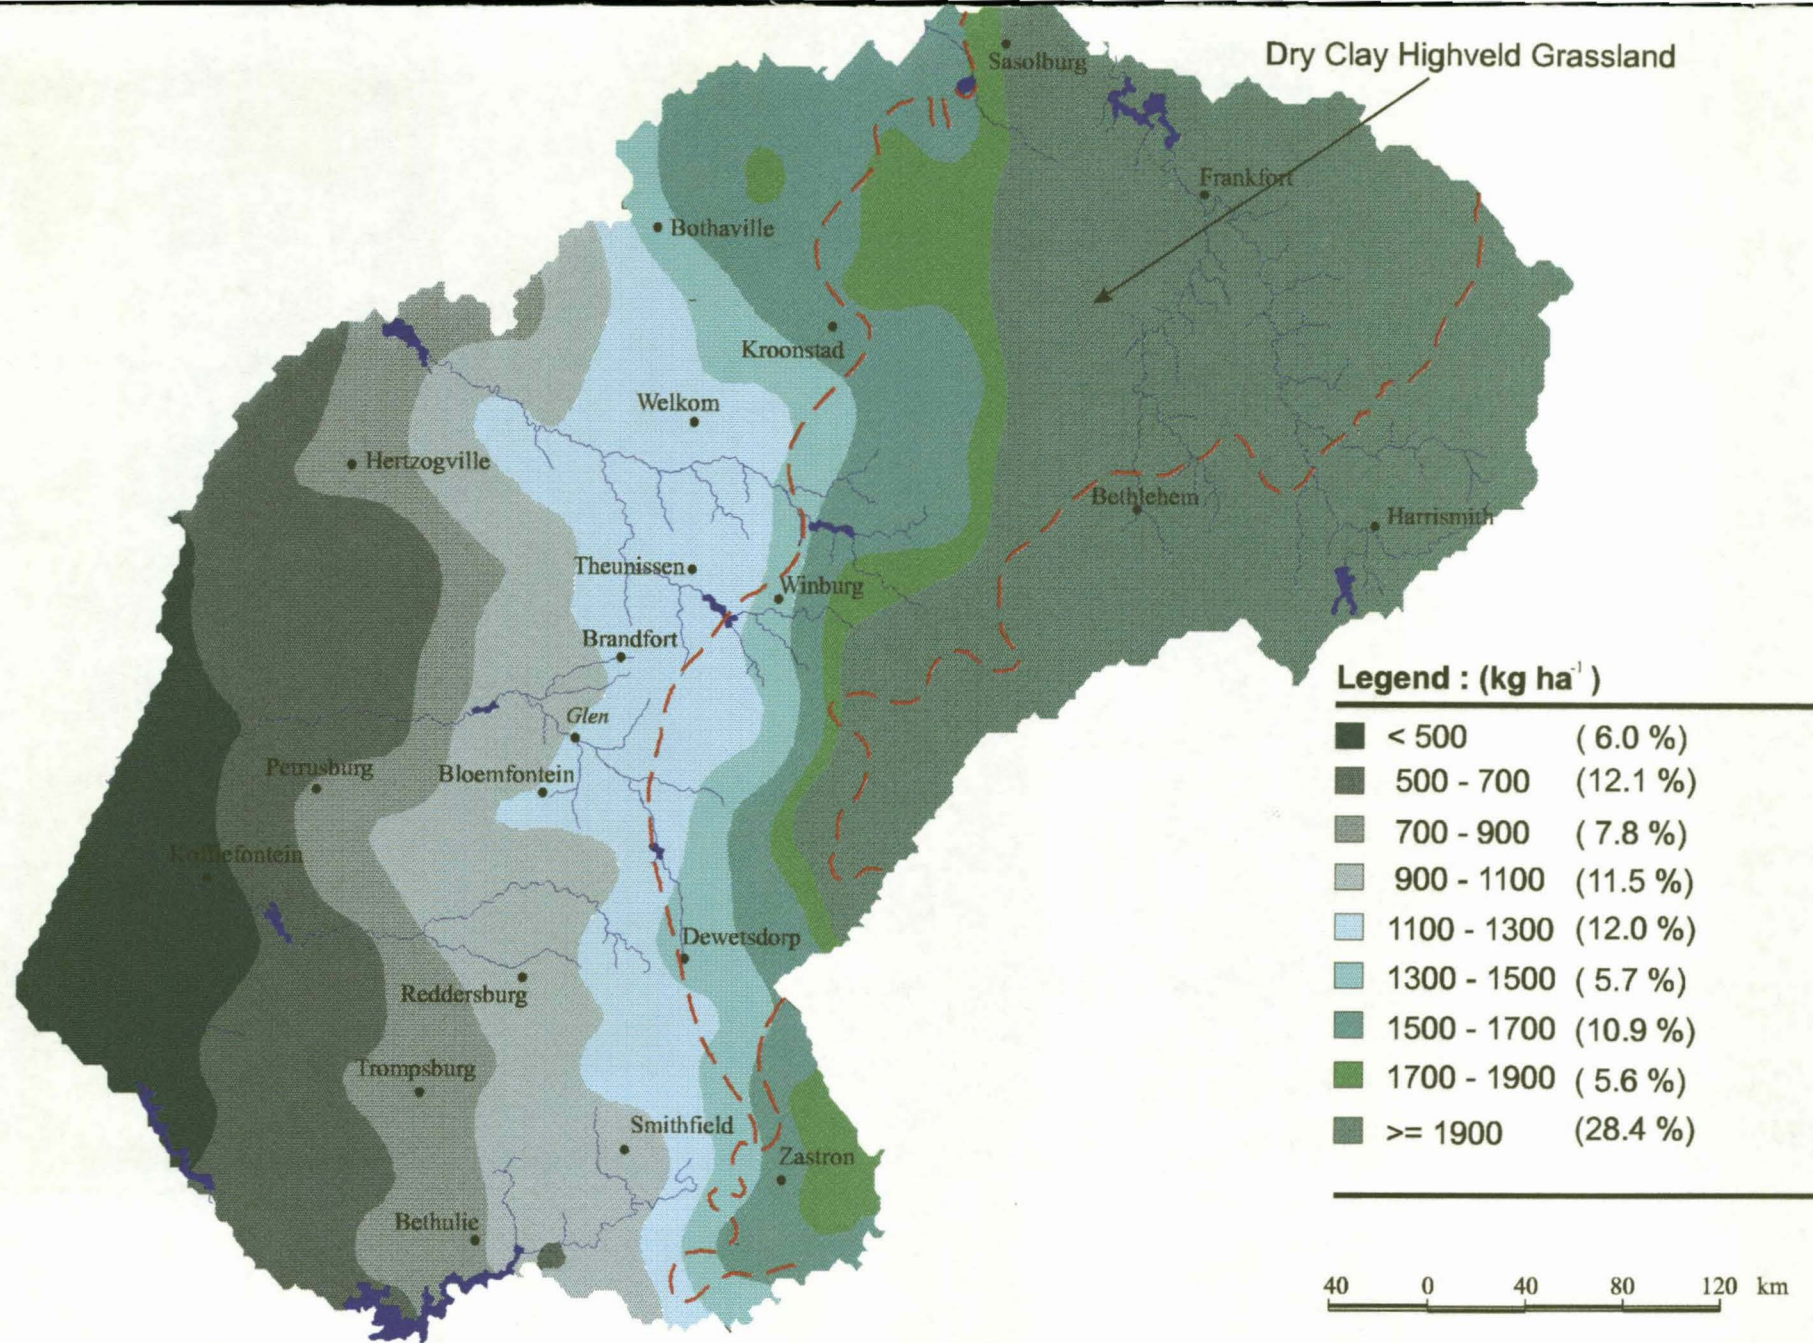 Dry Clay Highveld Grassland
Sasolburg
Frankfort
Bothaville
Kroonstad
Welkom
Hertzogville
Bethlehem
Harrismith
Theunissen
Winburg
Brandfort
Glen
Petrusburg
Bloemfontein
Koffiefontein
Dewetsdorp
Reddersburg
Trompsburg
Smithfield
Zastron
Bethulie
Legend : (kg ha⁻¹ )
< 500 ( 6.0 %)
500 - 700 (12.1 %)
700 - 900 ( 7.8 %)
900 - 1100 (11.5 %)
1100 - 1300 (12.0 %)
1300 - 1500 ( 5.7 %)
1500 - 1700 (10.9 %)
1700 - 1900 ( 5.6 %)
>= 1900 (28.4 %)
40 0 40 80 120 km